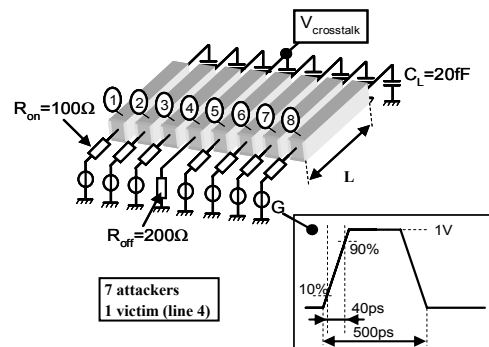 V_crosstalk
C_L=20fF
1 2 3 4 5 6 7 8
R_on=100Ω
L
R_off=200Ω
G
1V
90%
10%
40ps
500ps
7 attackers
1 victim (line 4)